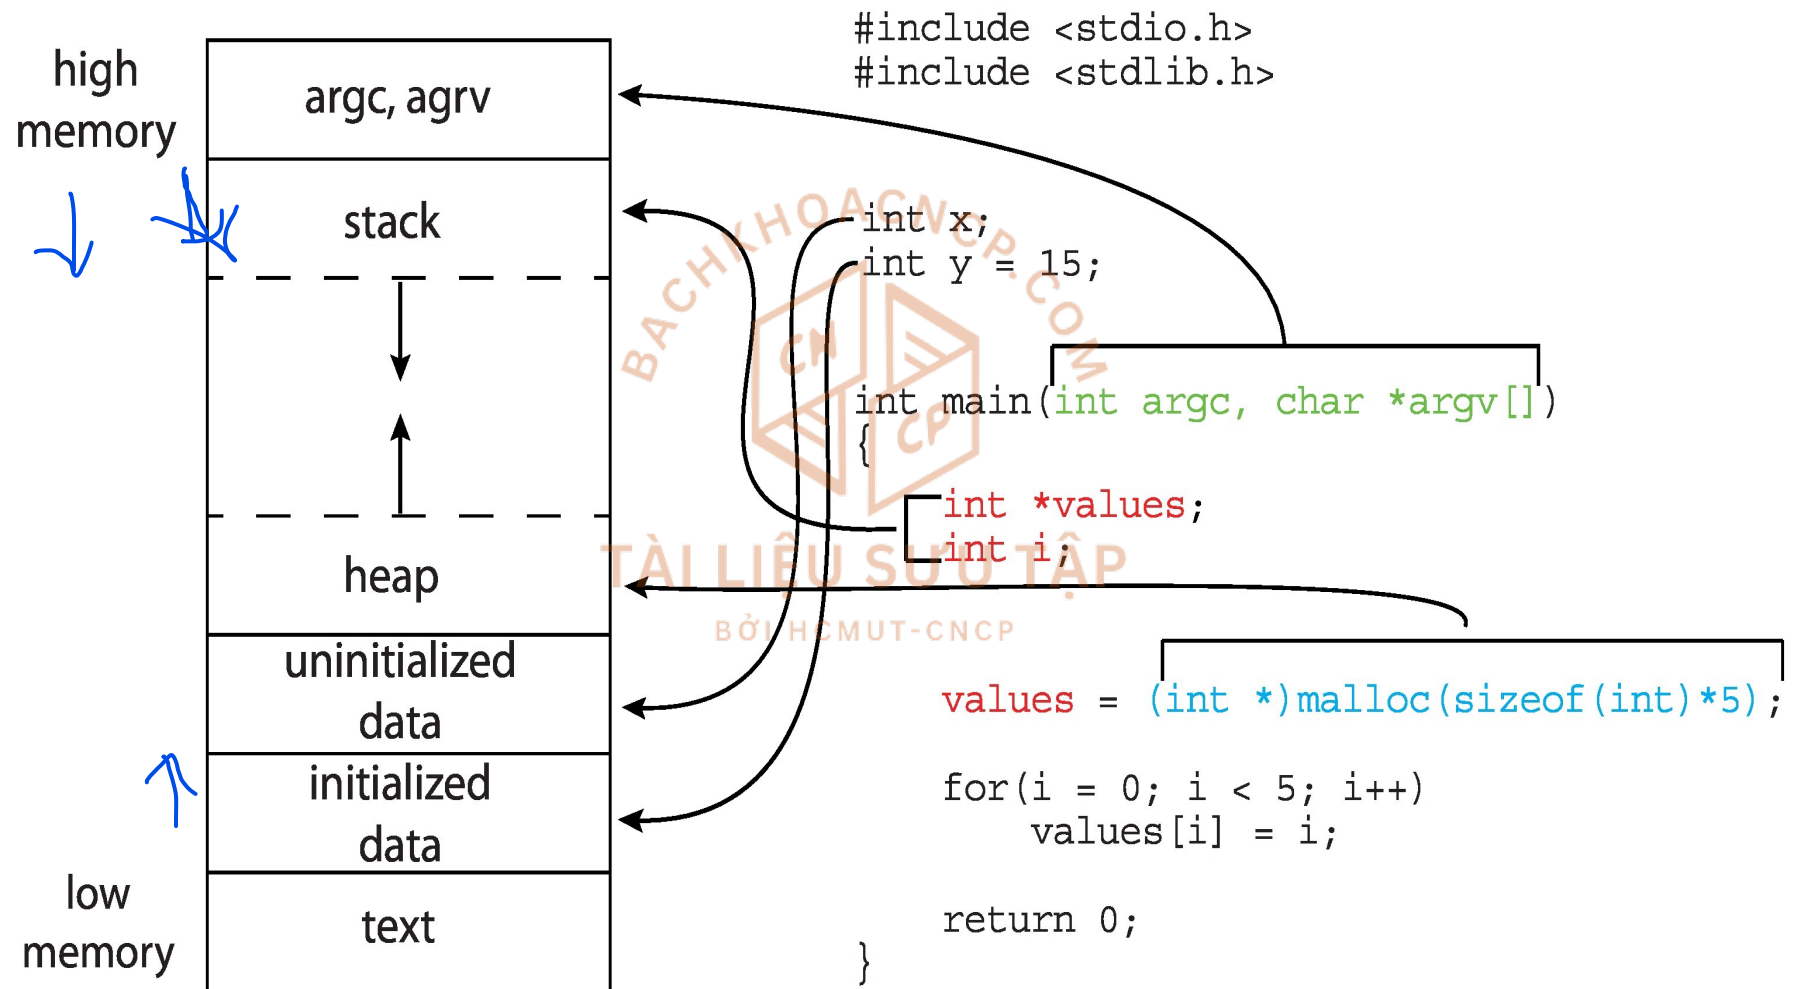 high
memory
argc, agrv
stack
heap
uninitialized
data
initialized
data
low
memory
text
#include <stdio.h>
#include <stdlib.h>
int x;
int y = 15;
int main(int argc, char *argv[])
{
int *values;
int i;
values = (int *)malloc(sizeof(int)*5);
for(i = 0; i < 5; i++)
values[i] = i;
return 0;
}
BACHKHOACNCP.COM
CN
CP
TÀI LIỆU SƯU TẬP
BỞI HCMUT-CNCP